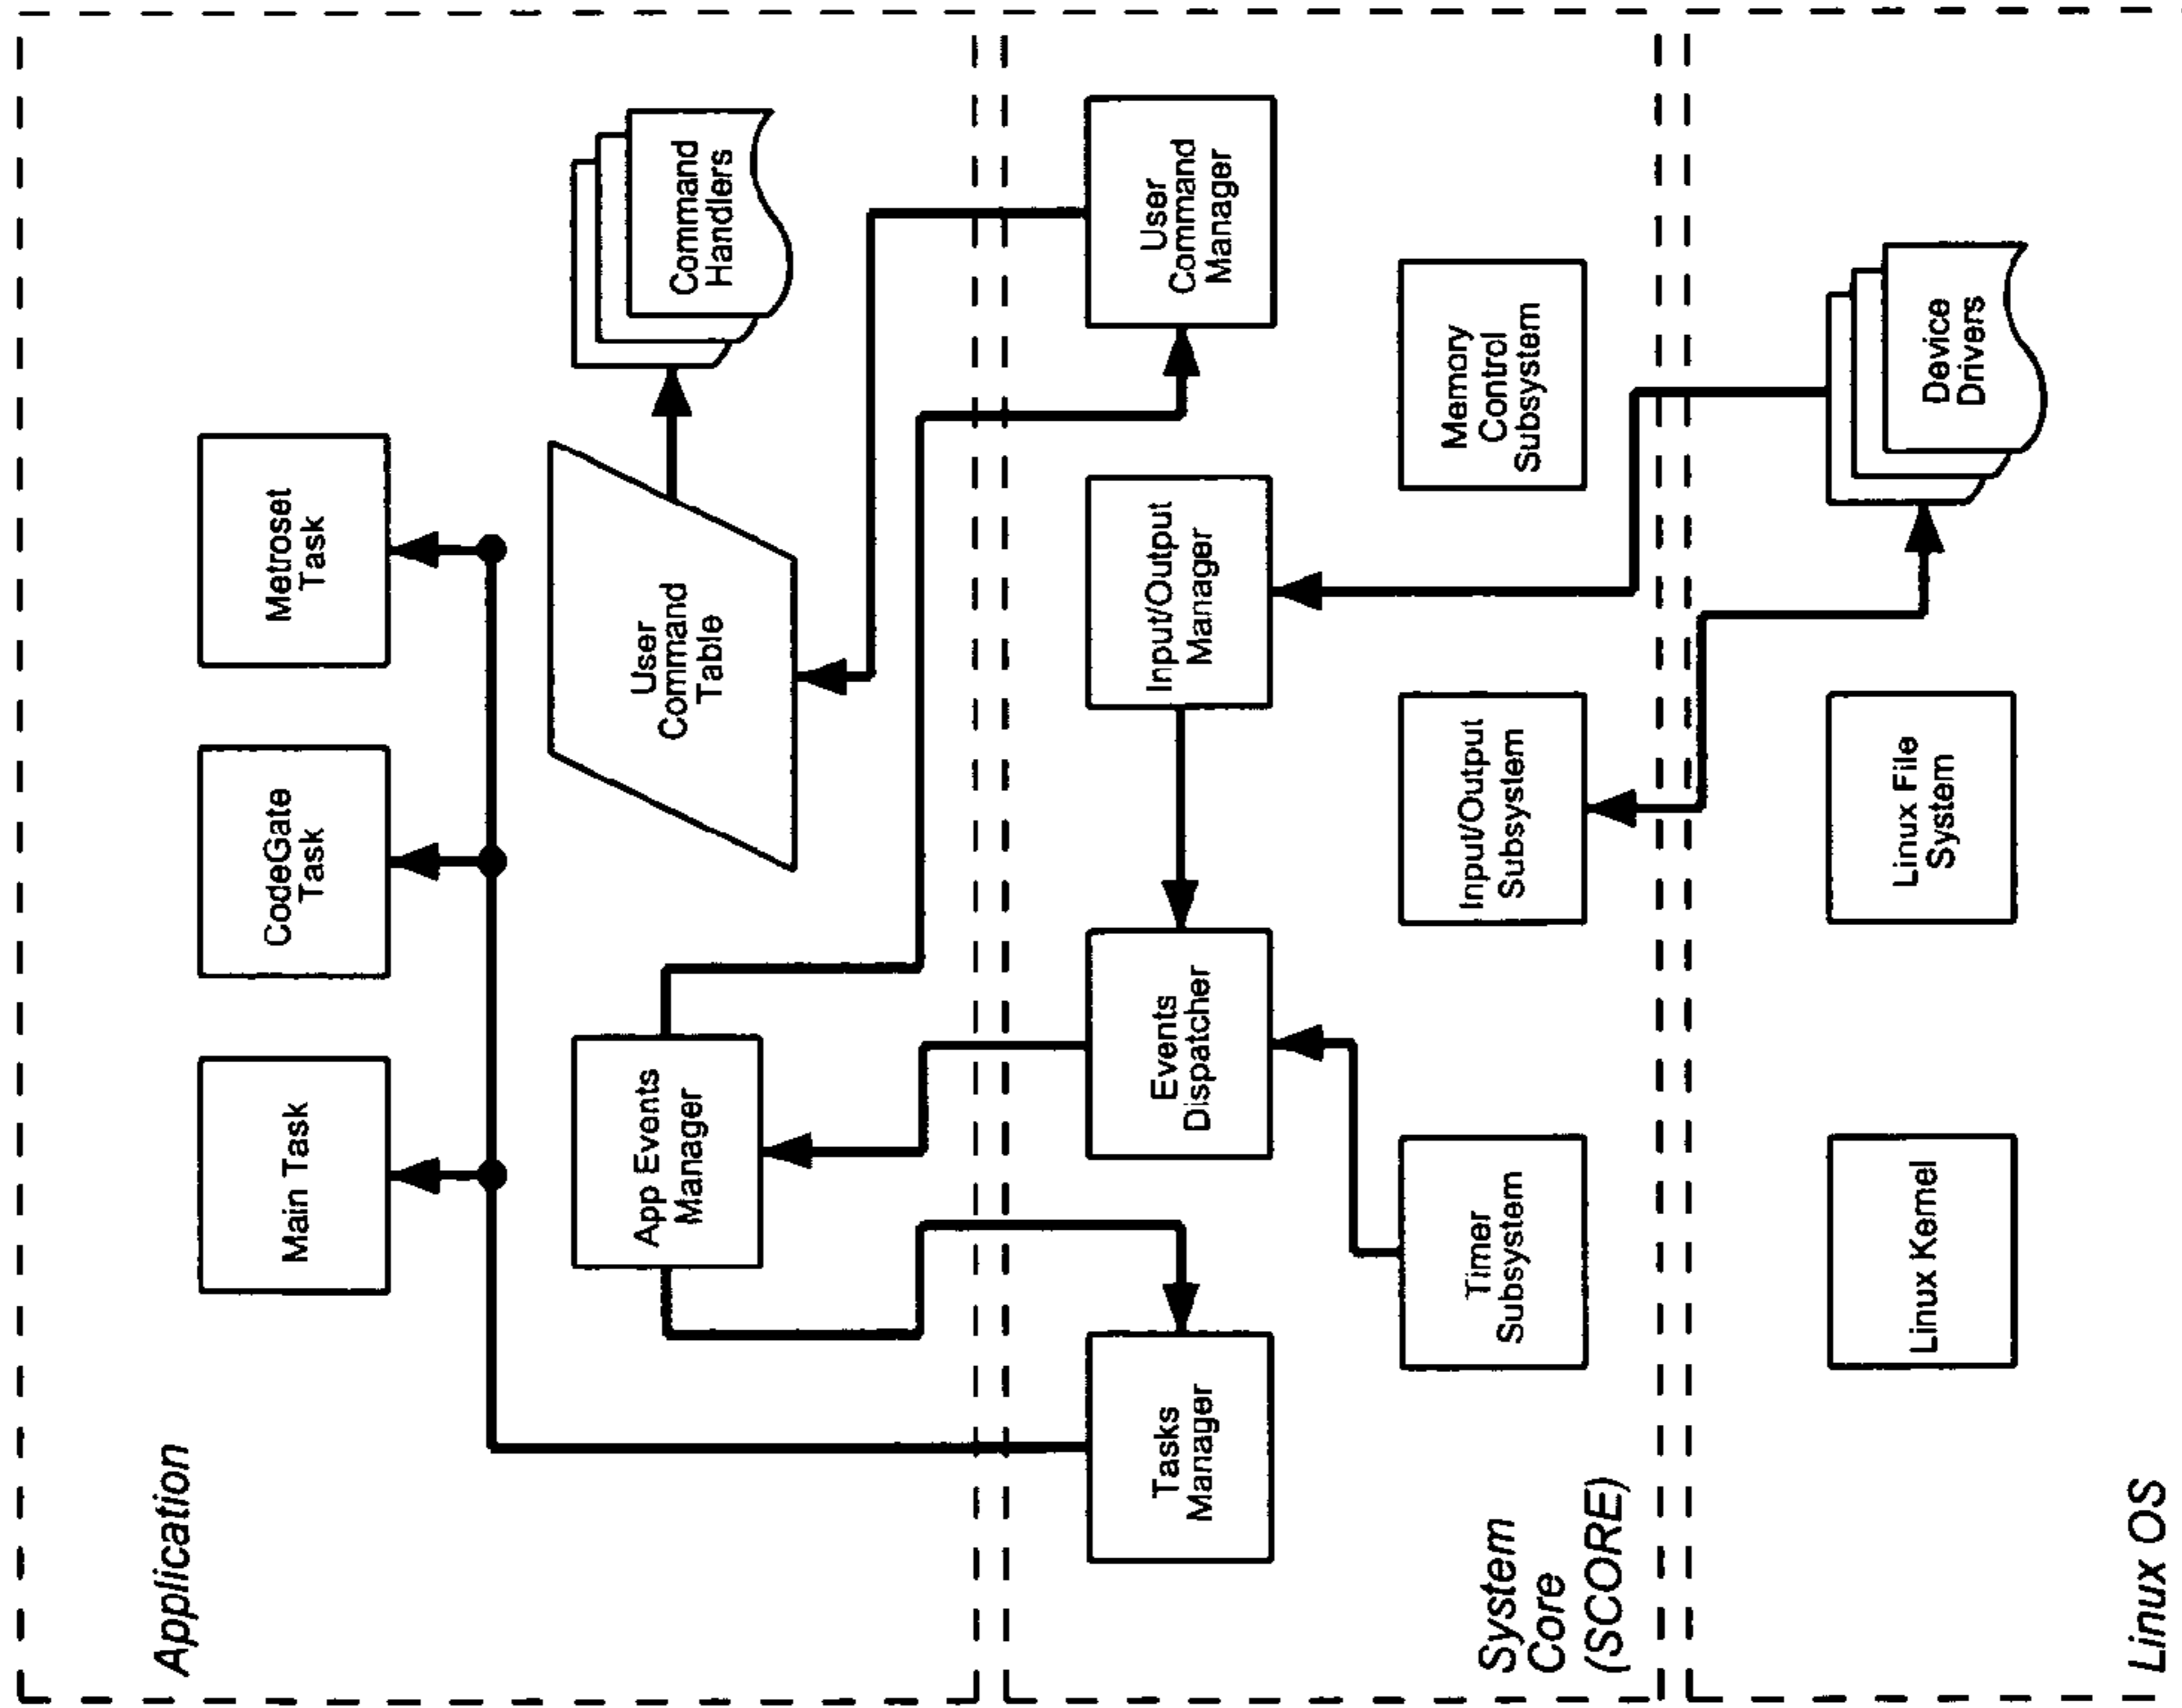 Application
Main Task
CodeGate
Task
Metroset
Task
App Events
Manager
User
Command
Table
Command
Handlers
System
Core
(SCORE)
Tasks
Manager
Events
Dispatcher
Input/Output
Manager
User
Command
Manager
Timer
Subsystem
Input/Output
Subsystem
Memory
Control
Subsystem
Linux OS
Linux Kernel
Linux File
System
Device
Drivers